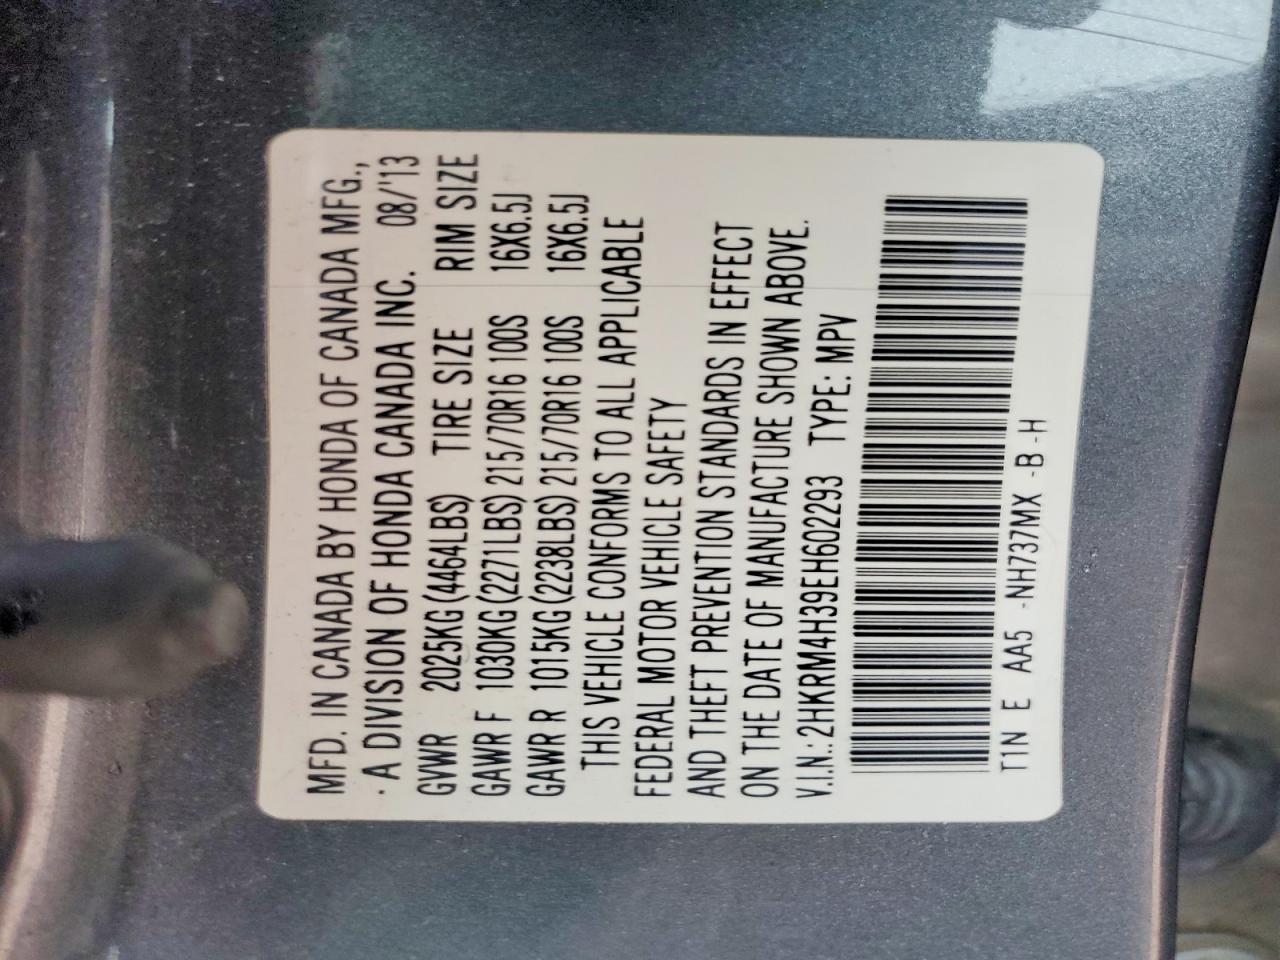 MFD. IN CANADA BY HONDA OF CANADA MFG.,
A DIVISION OF HONDA CANADA INC. 08/'13
GVWR 2025KG (4464LBS) TIRE SIZE RIM SIZE
GAWR F 1030KG (2271LBS) 215/70R16 100S 16X6.5J
GAWR R 1015KG (2238LBS) 215/70R16 100S 16X6.5J
THIS VEHICLE CONFORMS TO ALL APPLICABLE
FEDERAL MOTOR VEHICLE SAFETY
AND THEFT PREVENTION STANDARDS IN EFFECT
ON THE DATE OF MANUFACTURE SHOWN ABOVE.
V.I.N.: 2HKRM4H39EH602293 TYPE: MPV
T1N E AA5 -NH737MX -B -H